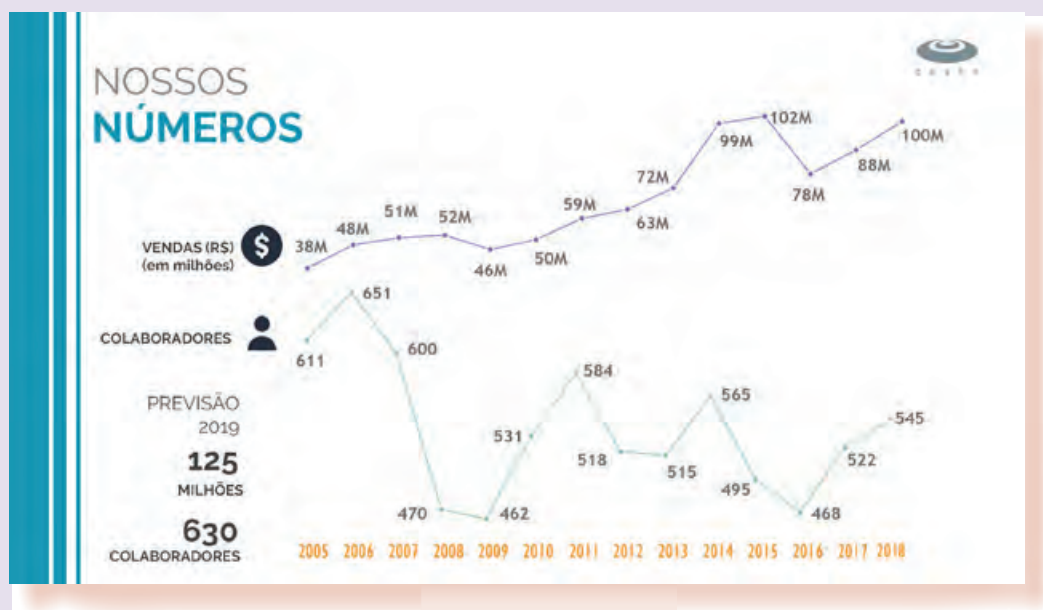 NOSSOS
NÚMEROS
102M
99M
100M
88M
78M
72M
59M
63M
51M
52M
48M
38M
46M
50M
VENDAS (R$)
(em milhões)
$
COLABORADORES
651
611
600
584
565
545
531
518
515
522
495
470
462
468
PREVISÃO
2019
125
MILHÕES
630
COLABORADORES
2005 2006 2007 2008 2009 2010 2011 2012 2013 2014 2015 2016 2017 2018